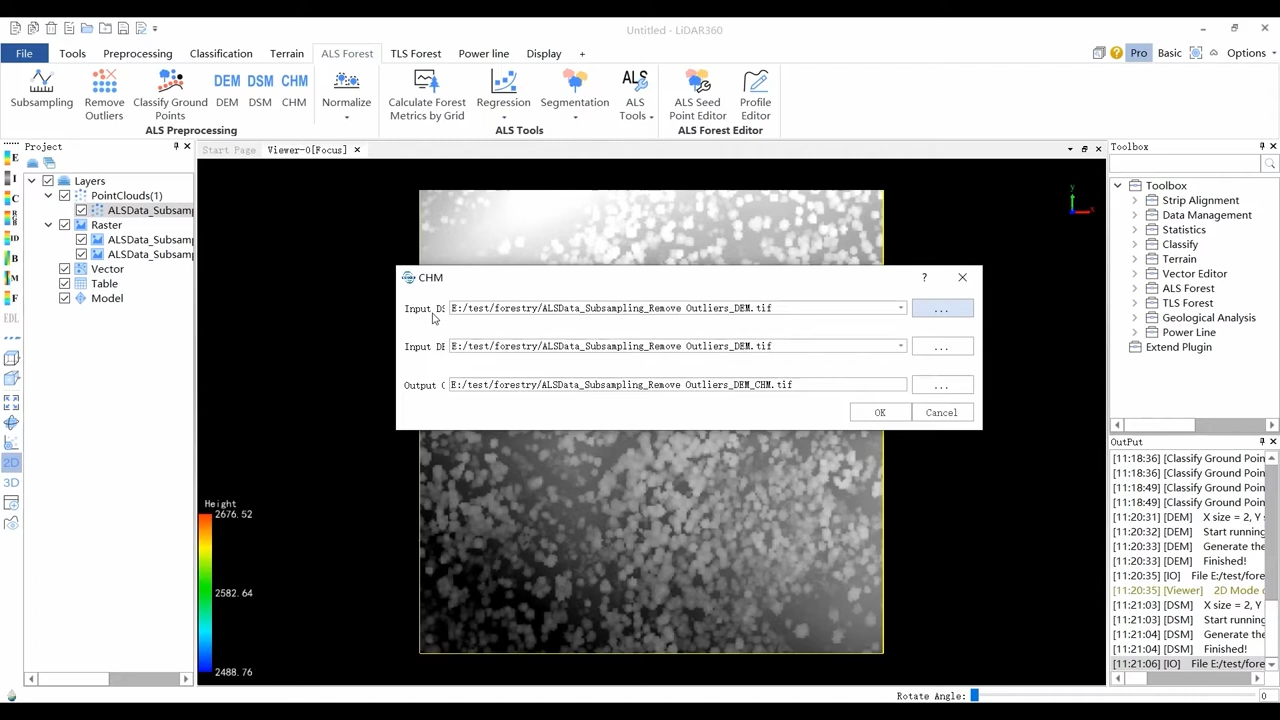 Untitled - LiDAR360
File Tools Preprocessing Classification Terrain ALS Forest TLS Forest Power line Display + Pro Basic Options
Subsampling Remove Outliers Classify Ground Points DEM DEM DSM DSM CHM CHM Normalize Calculate Forest Metrics by Grid Regression Segmentation ALS ALS Tools ALS Seed Point Editor Profile Editor
ALS Preprocessing ALS Tools ALS Forest Editor
Project
Start Page Viewer-0[Focus]
Toolbox
Layers
PointClouds(1)
ALSData_Subsamp
Raster
ALSData_Subsamp
ALSData_Subsamp
Vector
Table
Model
E
I
C
ID
B
M
EDL
2D
3D
y
x
CHM ?
Input DS E:/test/forestry/ALSData_Subsampling_Remove Outliers_DEM.tif ...
Input DE E:/test/forestry/ALSData_Subsampling_Remove Outliers_DEM.tif ...
Output C E:/test/forestry/ALSData_Subsampling_Remove Outliers_DEM_CHM.tif ...
OK Cancel
Height
2676.52
2582.64
2488.76
Toolbox
Strip Alignment
Data Management
Statistics
Classify
Terrain
Vector Editor
ALS Forest
TLS Forest
Geological Analysis
Power Line
Extend Plugin
OutPut
[11:18:36] [Classify Ground Poin
[11:18:36] [Classify Ground Poin
[11:18:49] [Classify Ground Poin
[11:18:49] [Classify Ground Poin
[11:20:31] [DEM] X size = 2, Y
[11:20:32] [DEM] Start running
[11:20:33] [DEM] Generate the
[11:20:33] [DEM] Finished!
[11:20:35] [IO] File E:/test/fore
[11:20:35] [Viewer] 2D Mode
[11:21:03] [DSM] X size = 2, Y
[11:21:03] [DSM] Start running
[11:21:04] [DSM] Generate the
[11:21:04] [DSM] Finished!
[11:21:06] [IO] File E:/test/fore
Rotate Angle: 0